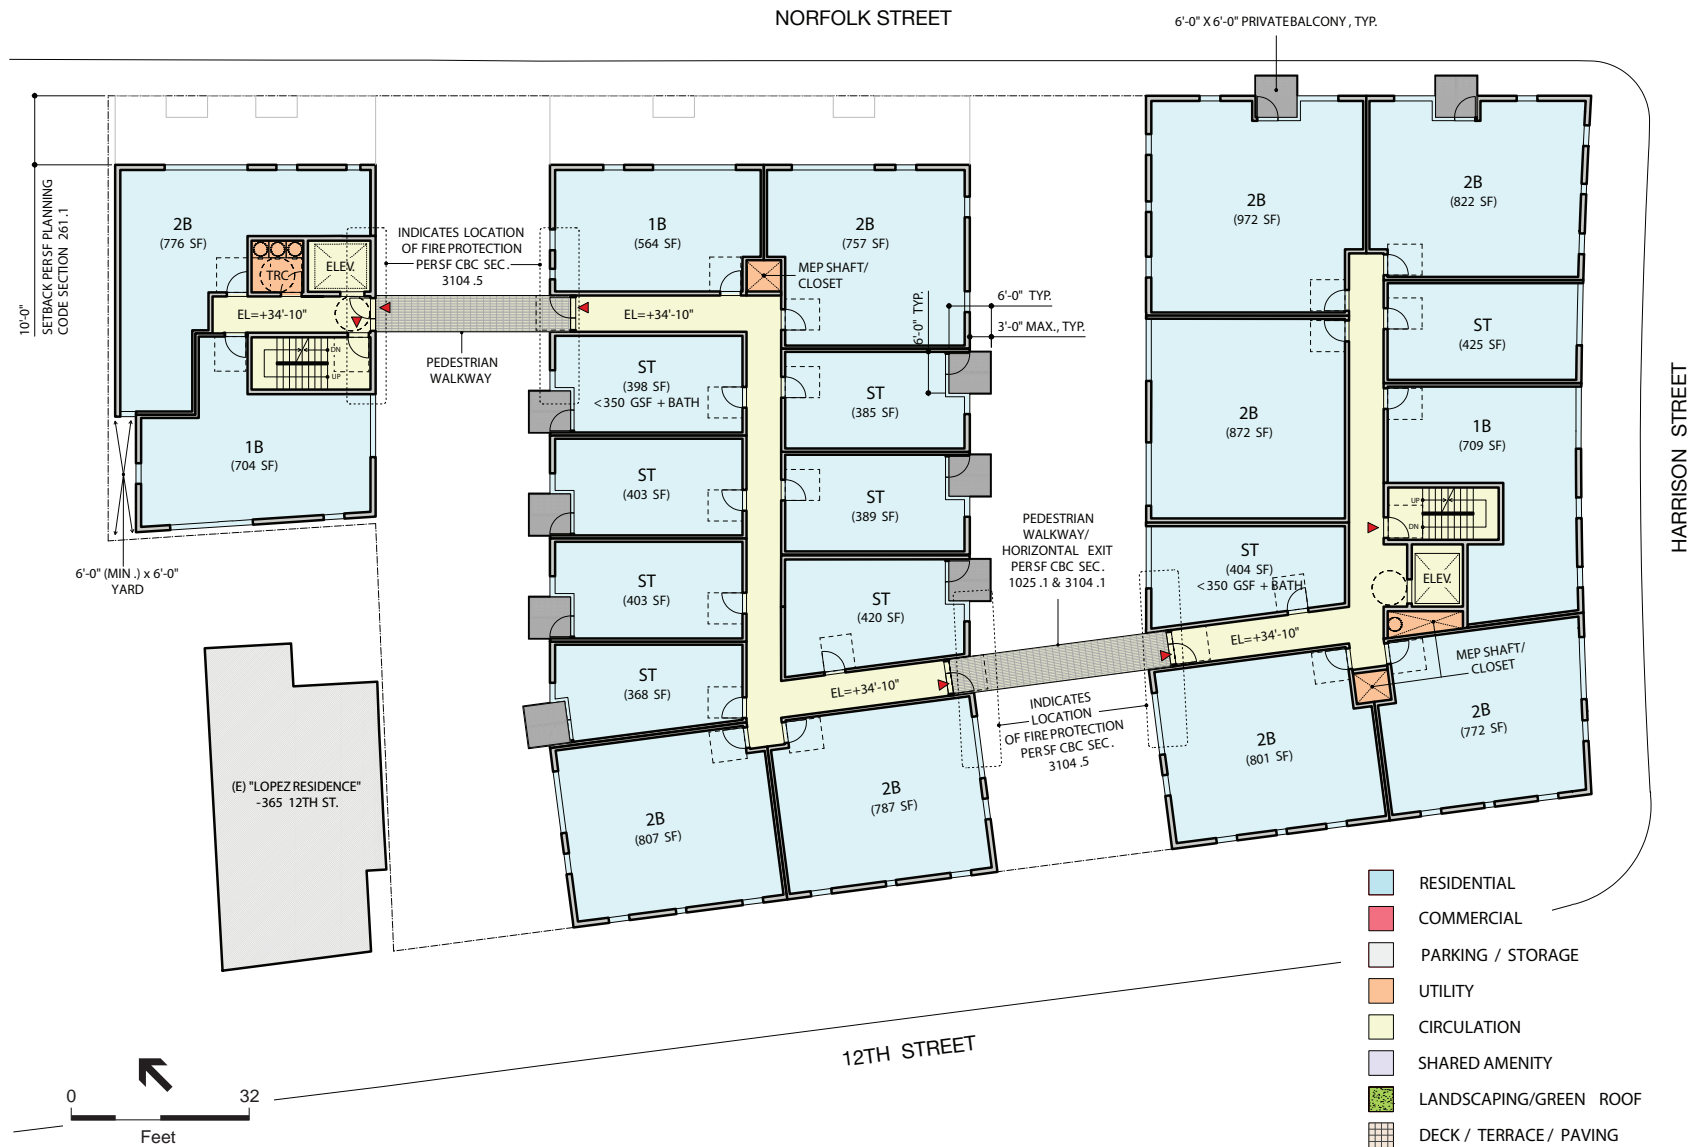 NORFOLK STREET
6'-0" X 6'-0" PRIVATE BALCONY, TYP.
10'-0"
SETBACK PER SF PLANNING
CODE SECTION 261.1
2B
(776 SF)
TRC
ELEV.
EL=+34'-10"
DN
UP
1B
(704 SF)
6'-0" (MIN.) x 6'-0"
YARD
INDICATES LOCATION
OF FIRE PROTECTION
PER SF CBC SEC.
3104.5
PEDESTRIAN
WALKWAY
1B
(564 SF)
2B
(757 SF)
MEP SHAFT/
CLOSET
EL=+34'-10"
6'-0" TYP.
6'-0" TYP.
3'-0" MAX., TYP.
ST
(398 SF)
<350 GSF + BATH
ST
(385 SF)
ST
(403 SF)
ST
(389 SF)
ST
(403 SF)
ST
(420 SF)
ST
(368 SF)
EL=+34'-10"
2B
(807 SF)
2B
(787 SF)
PEDESTRIAN
WALKWAY/
HORIZONTAL EXIT
PER SF CBC SEC.
1025.1 & 3104.1
INDICATES
LOCATION
OF FIRE PROTECTION
PER SF CBC SEC.
3104.5
2B
(972 SF)
2B
(822 SF)
ST
(425 SF)
2B
(872 SF)
1B
(709 SF)
UP
DN
ELEV.
ST
(404 SF)
<350 GSF + BATH
EL=+34'-10"
MEP SHAFT/
CLOSET
2B
(801 SF)
2B
(772 SF)
HARRISON STREET
(E) "LOPEZ RESIDENCE"
-365 12TH ST.
12TH STREET
0 32
Feet
RESIDENTIAL
COMMERCIAL
PARKING / STORAGE
UTILITY
CIRCULATION
SHARED AMENITY
LANDSCAPING/GREEN ROOF
DECK / TERRACE / PAVING